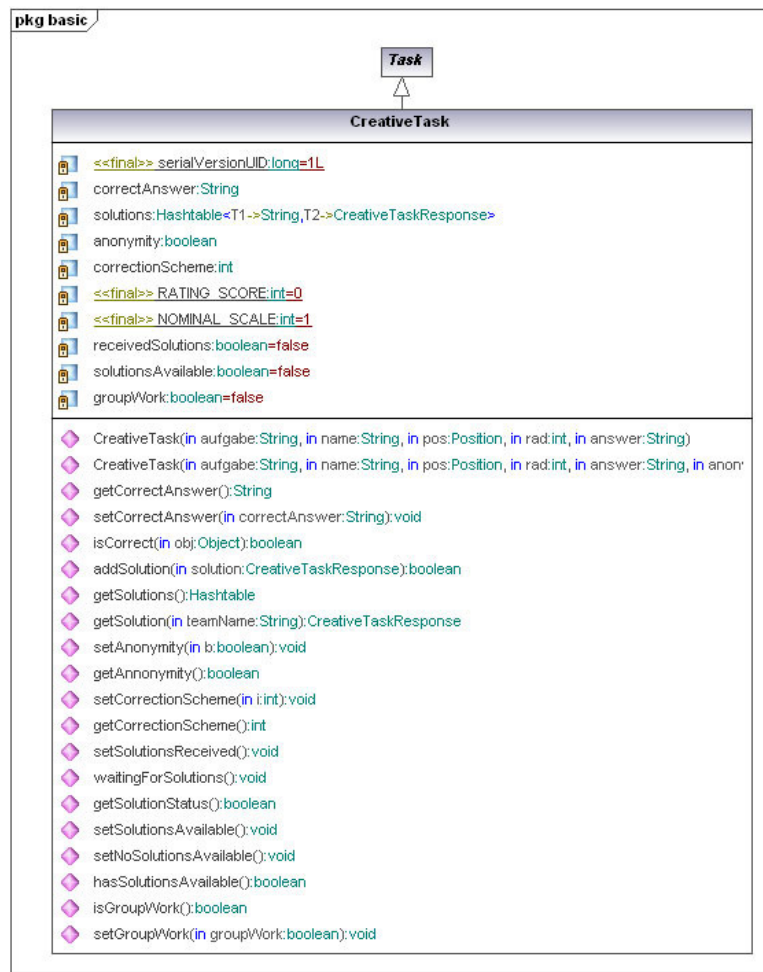 pkg basic
Task
CreativeTask
<<final>> serialVersionUID:long=1L
correctAnswer:String
solutions:Hashtable<T1->String,T2->CreativeTaskResponse>
anonymity:boolean
correctionScheme:int
<<final>> RATING_SCORE:int=0
<<final>> NOMINAL_SCALE:int=1
receivedSolutions:boolean=false
solutionsAvailable:boolean=false
groupWork:boolean=false
CreativeTask(in aufgabe:String, in name:String, in pos:Position, in rad:int, in answer:String)
CreativeTask(in aufgabe:String, in name:String, in pos:Position, in rad:int, in answer:String, in anon
getCorrectAnswer():String
setCorrectAnswer(in correctAnswer:String):void
isCorrect(in obj:Object):boolean
addSolution(in solution:CreativeTaskResponse):boolean
getSolutions():Hashtable
getSolution(in teamName:String):CreativeTaskResponse
setAnonymity(in b:boolean):void
getAnnonymity():boolean
setCorrectionScheme(in i:int):void
getCorrectionScheme():int
setSolutionsReceived():void
waitingForSolutions():void
getSolutionStatus():boolean
setSolutionsAvailable():void
setNoSolutionsAvailable():void
hasSolutionsAvailable():boolean
isGroupWork():boolean
setGroupWork(in groupWork:boolean):void